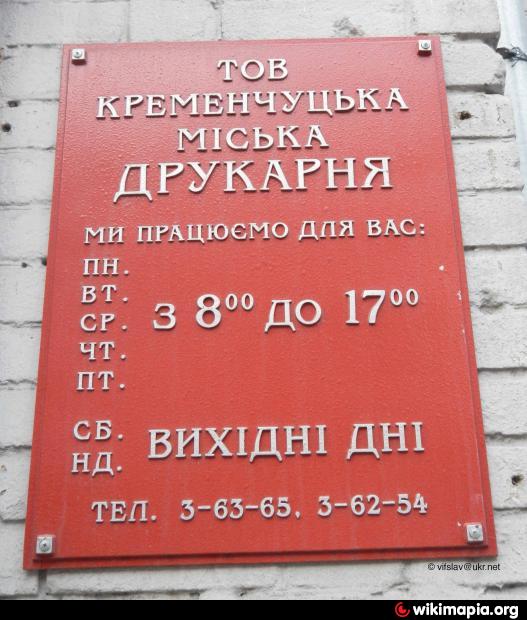 ТОВ
КРЕМЕНЧУЦЬКА
МІСЬКА
ДРУКАРНЯ
МИ ПРАЦЮЄМО ДЛЯ ВАС:
ПН.
ВТ.
СР. З 8⁰⁰ ДО 17⁰⁰
ЧТ.
ПТ.
СБ. ВИХІДНІ ДНІ
НД.
ТЕЛ. 3-63-65, 3-62-54
© vifslav@ukr.net
wikimapia.org